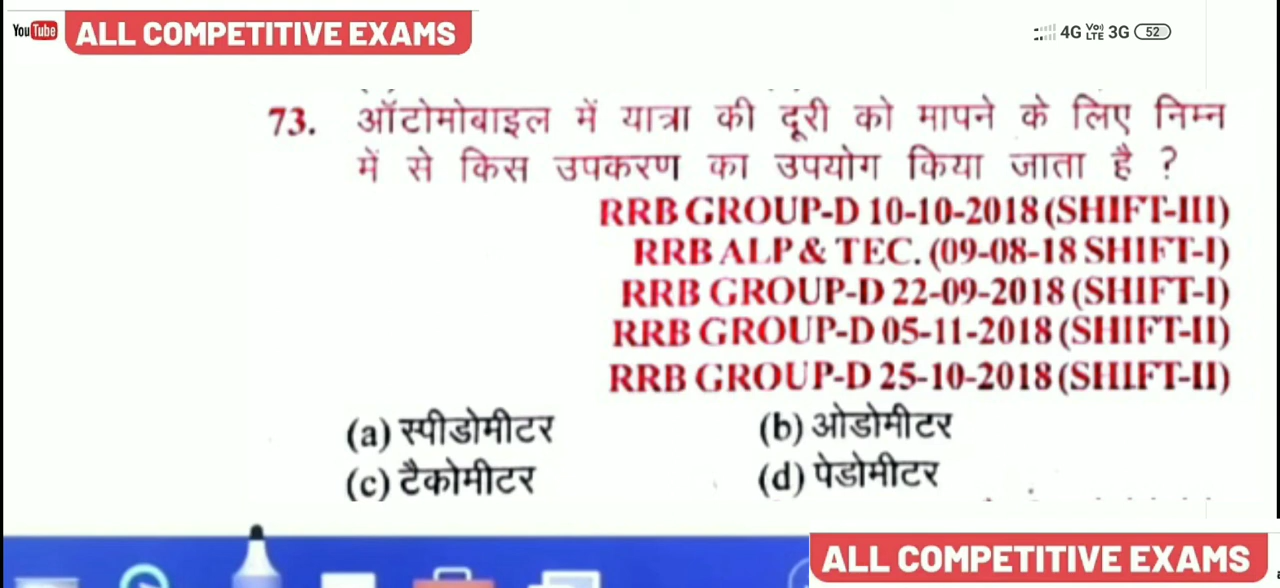 YouTube ALL COMPETITIVE EXAMS
4G Vo) LTE 3G 52
73. ऑटोमोबाइल में यात्रा की दूरी को मापने के लिए निम्न
में से किस उपकरण का उपयोग किया जाता है ?
RRB GROUP-D 10-10-2018 (SHIFT-III)
RRB ALP & TEC. (09-08-18 SHIFT-I)
RRB GROUP-D 22-09-2018 (SHIFT-I)
RRB GROUP-D 05-11-2018 (SHIFT-II)
RRB GROUP-D 25-10-2018 (SHIFT-II)
(a) स्पीडोमीटर (b) ओडोमीटर
(c) टैकोमीटर (d) पेडोमीटर
ALL COMPETITIVE EXAMS